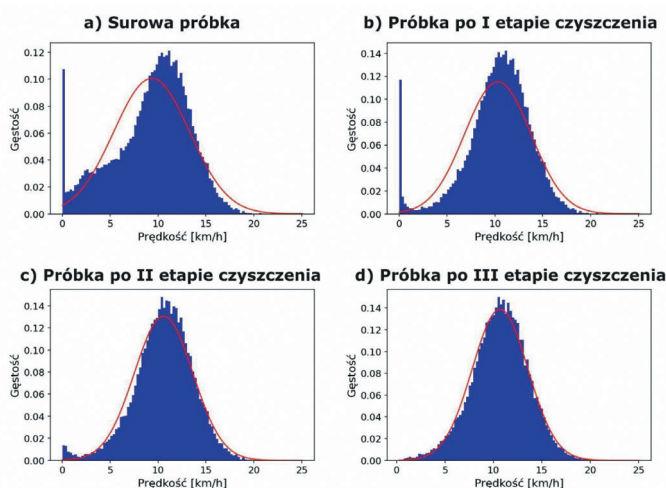 a) Surowa próbka
0.12
0.10
0.08
0.06
0.04
0.02
0.00
Gęstość
0 5 10 15 20 25
Prędkość [km/h]
b) Próbka po I etapie czyszczenia
0.14
0.12
0.10
0.08
0.06
0.04
0.02
0.00
Gęstość
0 5 10 15 20 25
Prędkość [km/h]
c) Próbka po II etapie czyszczenia
0.14
0.12
0.10
0.08
0.06
0.04
0.02
0.00
Gęstość
0 5 10 15 20 25
Prędkość [km/h]
d) Próbka po III etapie czyszczenia
0.14
0.12
0.10
0.08
0.06
0.04
0.02
0.00
Gęstość
0 5 10 15 20 25
Prędkość [km/h]